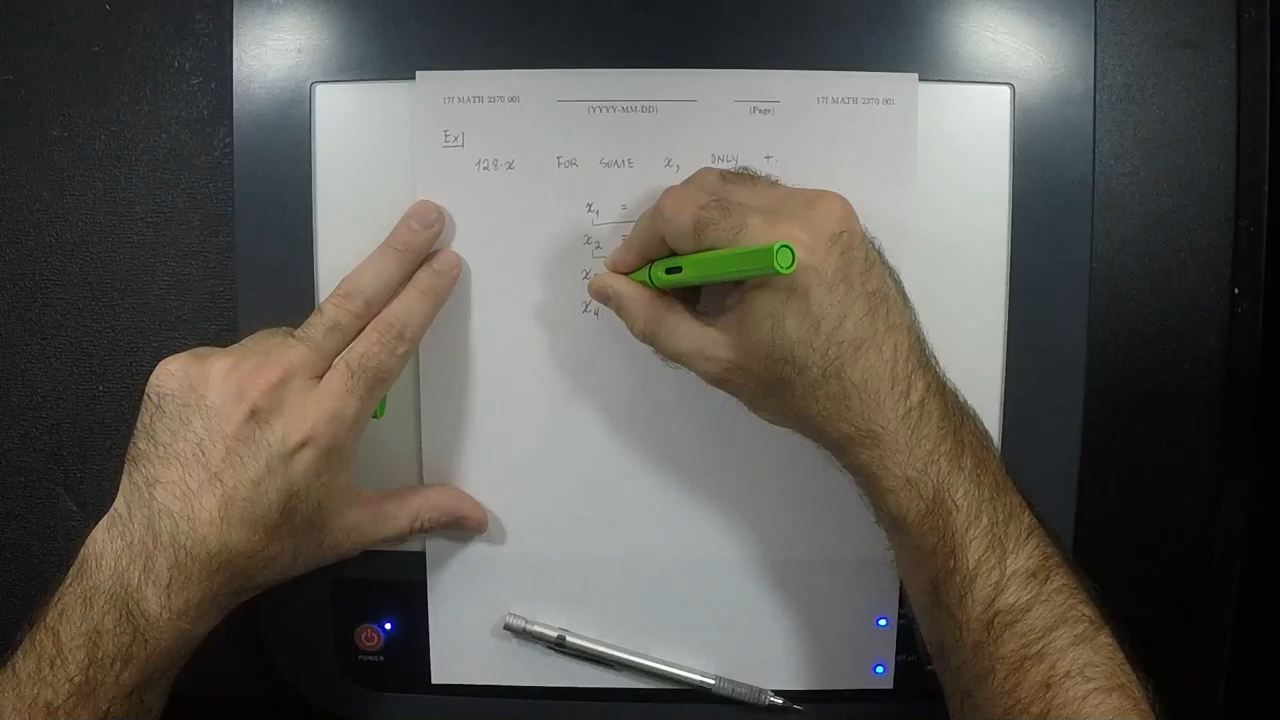 17f MATH 2370 001 (YYYY-MM-DD) (Page) 17f MATH 2370 001
Ex
128·x FOR SOME x, ONLY +.
x₁ =
x₂ =
x
x₄
POWER